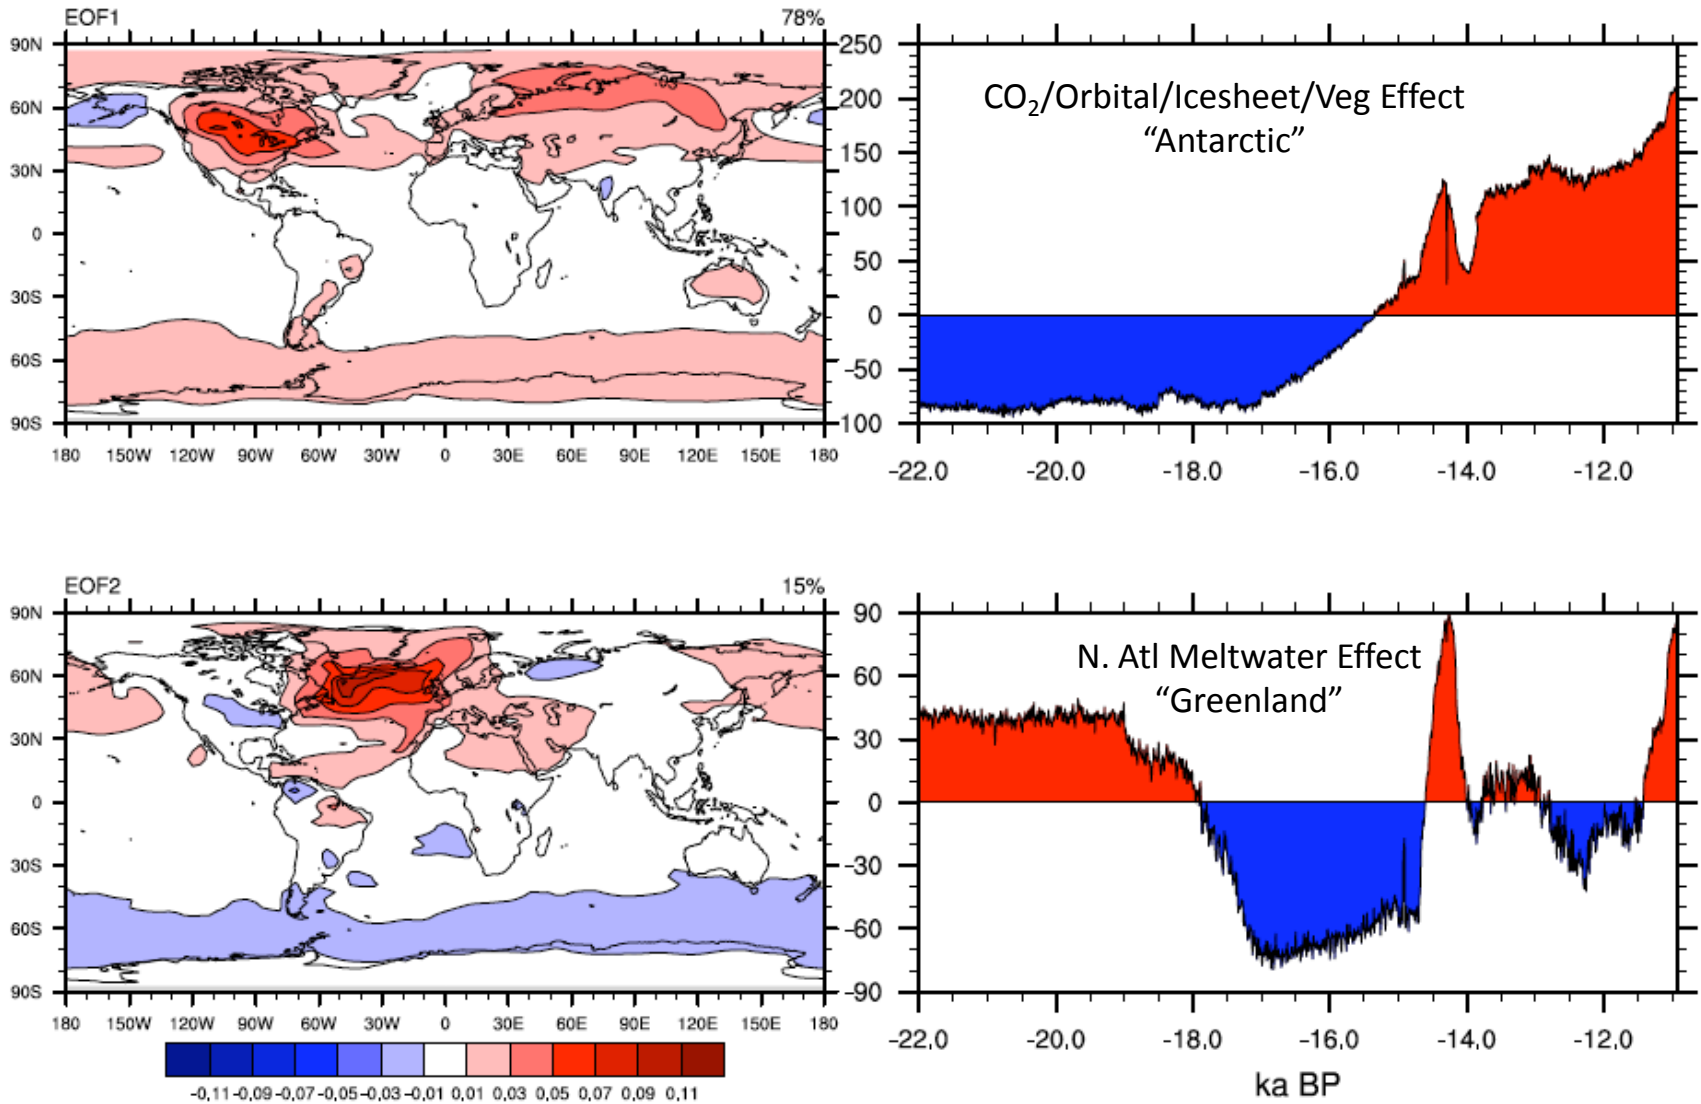 EOF1 78%
90N
60N
30N
0
30S
60S
90S
180 150W 120W 90W 60W 30W 0 30E 60E 90E 120E 150E 180
CO₂/Orbital/Icesheet/Veg Effect
“Antarctic”
250
200
150
100
50
0
−50
100
−22.0 −20.0 −18.0 −16.0 −14.0 −12.0
EOF2 15%
90N
60N
30N
0
30S
60S
90S
180 150W 120W 90W 60W 30W 0 30E 60E 90E 120E 150E 180
-0,11 -0,09 -0,07 -0,05 -0,03 -0,01 0,01 0,03 0,05 0,07 0,09 0,11
N. Atl Meltwater Effect
“Greenland”
90
60
30
0
−30
−60
−90
−22.0 −20.0 −18.0 −16.0 −14.0 −12.0
ka BP